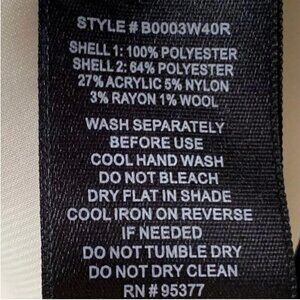 STYLE # B0003W40R
SHELL 1: 100% POLYESTER
SHELL 2: 64% POLYESTER
27% ACRYLIC 5% NYLON
3% RAYON 1% WOOL
WASH SEPARATELY
BEFORE USE
COOL HAND WASH
DO NOT BLEACH
DRY FLAT IN SHADE
COOL IRON ON REVERSE
IF NEEDED
DO NOT TUMBLE DRY
DO NOT DRY CLEAN
RN # 95377